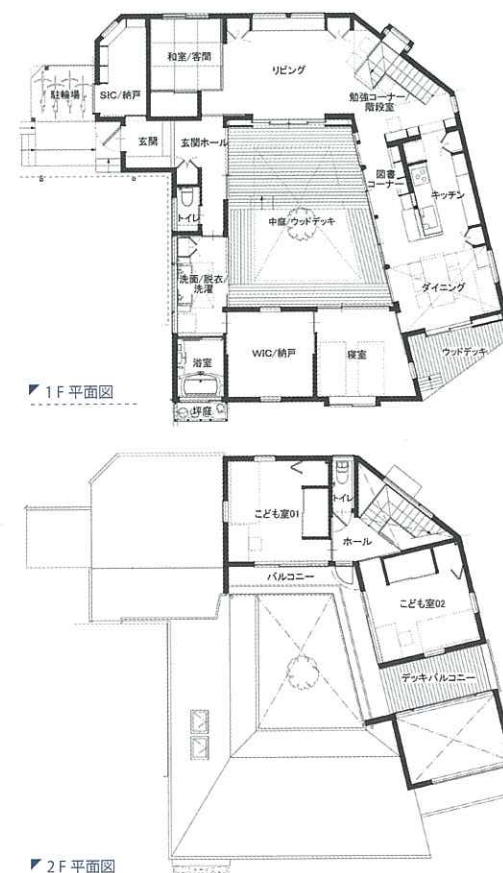 和室/客間
リビング
駐輪場
SIC/納戸
勉強コーナー/
階段室
玄関
玄関ホール
図書
コーナー
キッチン
トイレ
中庭/ウッドデッキ
洗面/脱衣/
洗濯
ダイニング
浴室
WIC/納戸
寝室
ウッドデッキ
坪庭
1F 平面図
こども室01
トイレ
ホール
バルコニー
こども室02
デッキバルコニー
2F 平面図